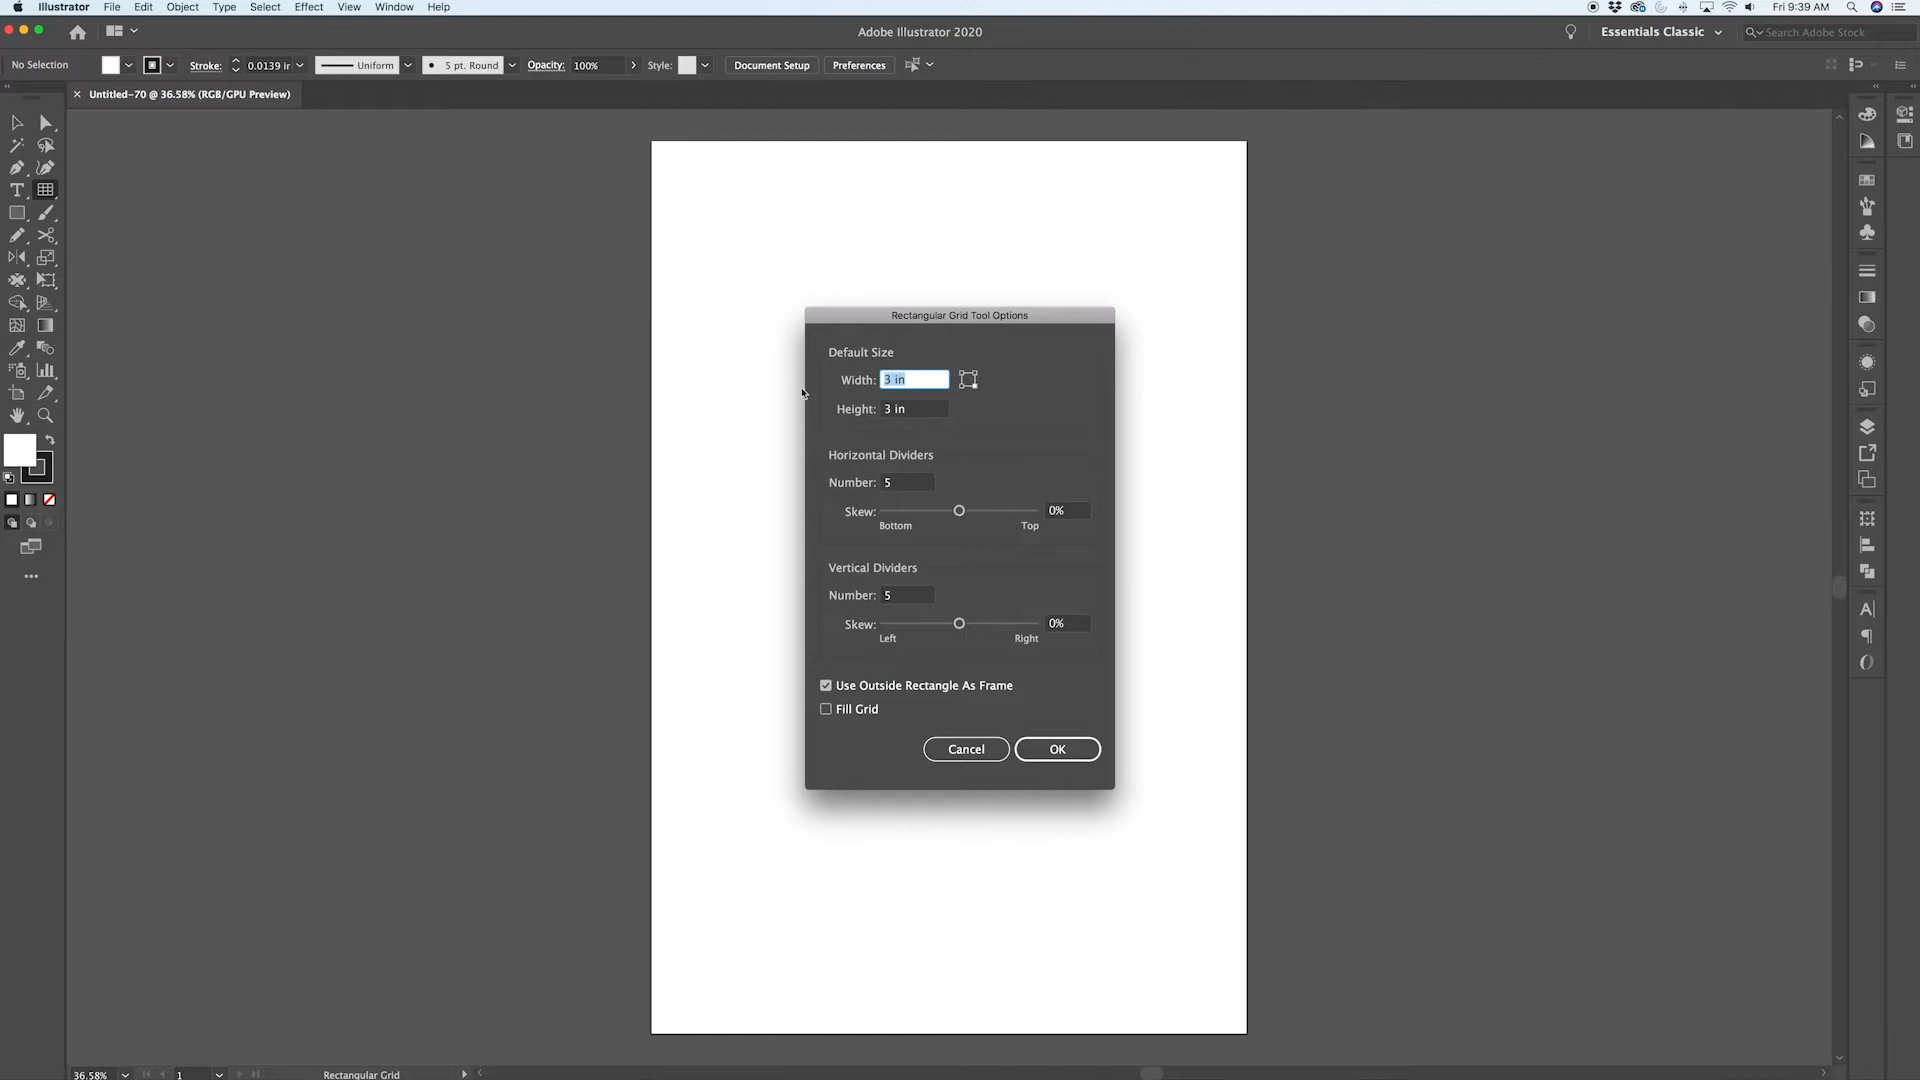 Illustrator File Edit Object Type Select Effect View Window Help Fri 9:39 AM
Adobe Illustrator 2020 Essentials Classic Search Adobe Stock
No Selection Stroke: 0.0139 ir Uniform 5 pt. Round Opacity: 100% Style: Document Setup Preferences
Untitled-70 @ 36.58% (RGB/GPU Preview)
Rectangular Grid Tool Options
Default Size
Width: 3 in
Height: 3 in
Horizontal Dividers
Number: 5
Skew: 0%
Bottom Top
Vertical Dividers
Number: 5
Skew: 0%
Left Right
Use Outside Rectangle As Frame
Fill Grid
Cancel OK
36.58% 1 Rectangular Grid